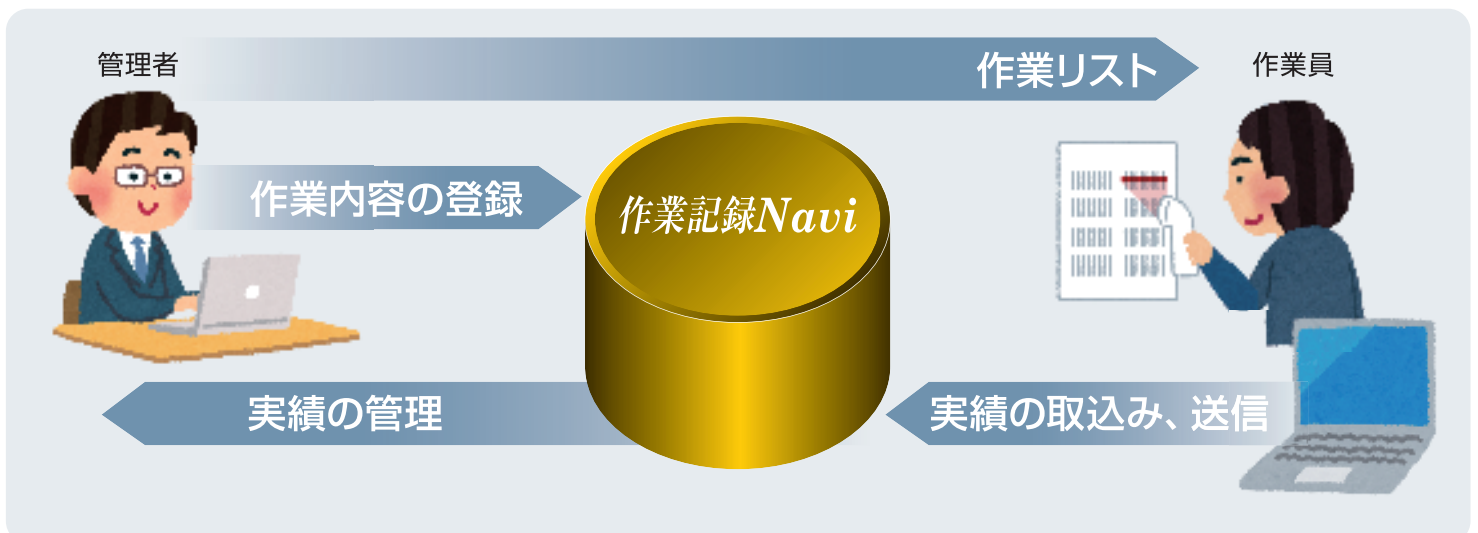 管理者
作業リスト
作業員
作業内容の登録
作業記録Navi
実績の管理
実績の取込み、送信